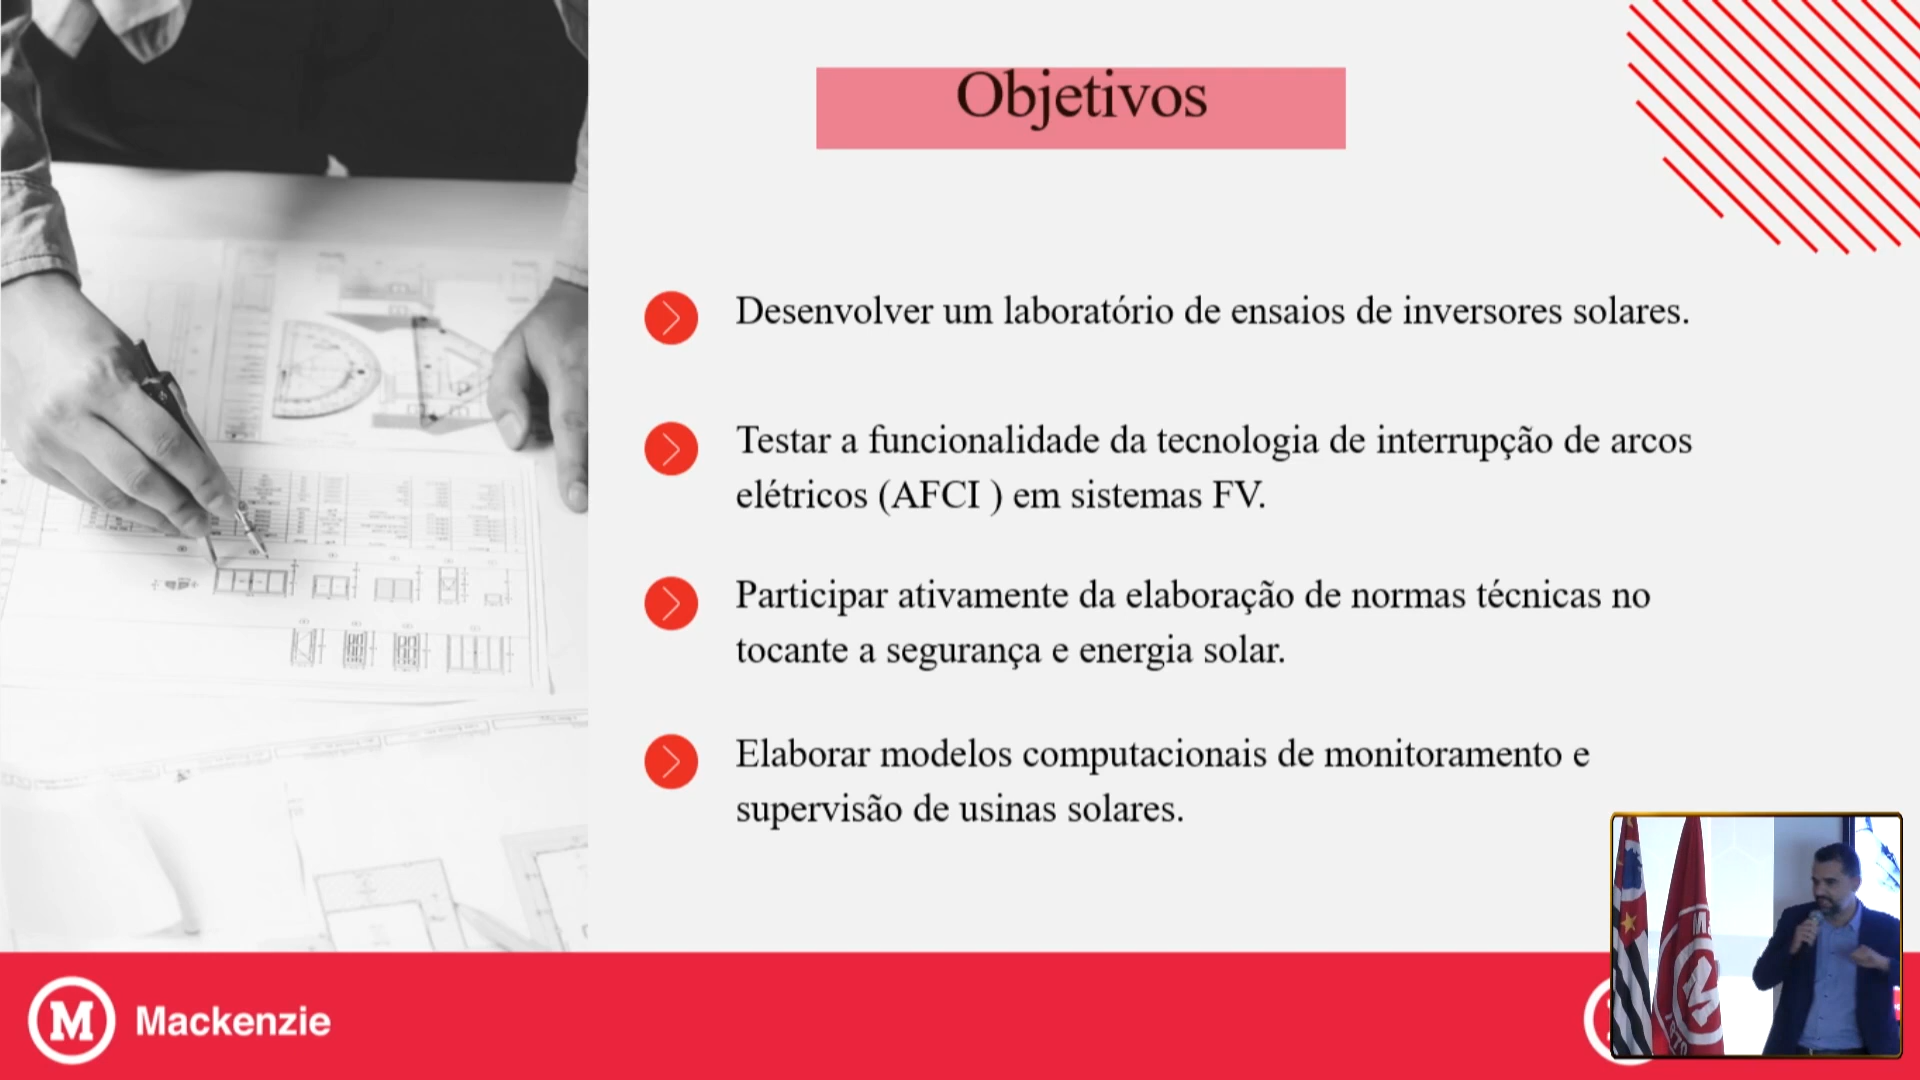 Objetivos
Desenvolver um laboratório de ensaios de inversores solares.
Testar a funcionalidade da tecnologia de interrupção de arcos
elétricos (AFCI ) em sistemas FV.
Participar ativamente da elaboração de normas técnicas no
tocante a segurança e energia solar.
Elaborar modelos computacionais de monitoramento e
supervisão de usinas solares.
M Mackenzie